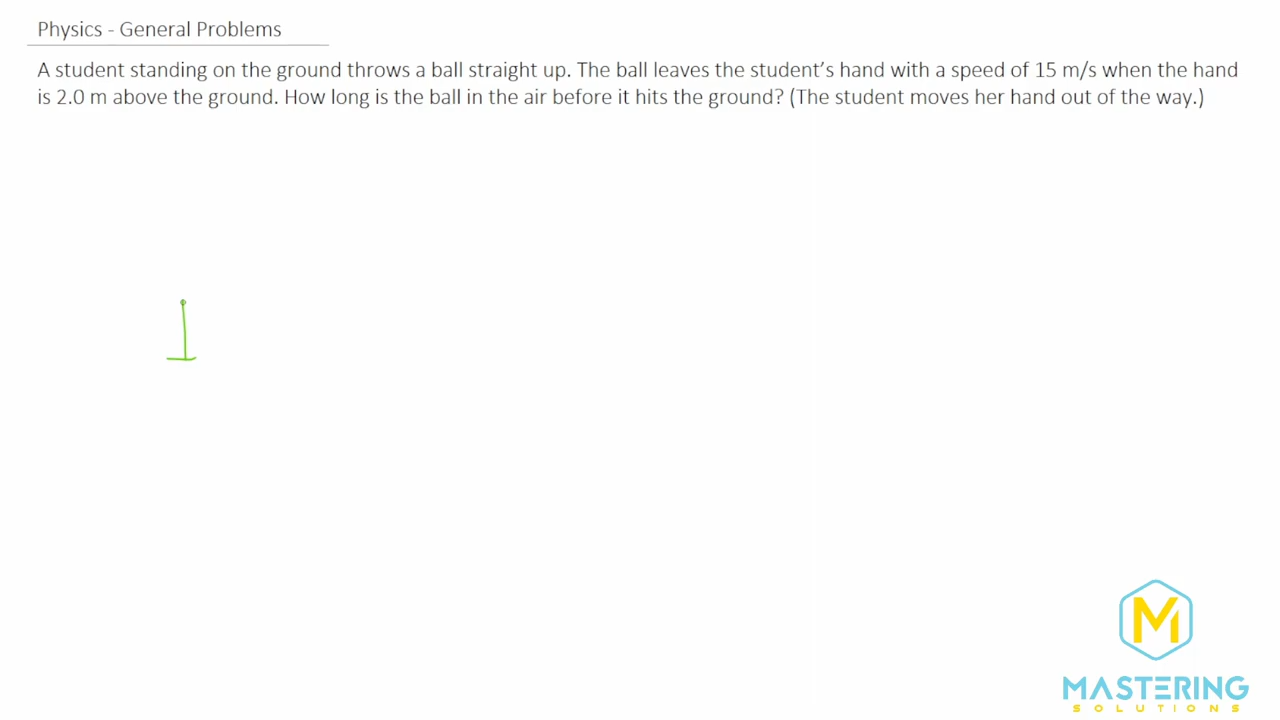 Physics - General Problems
A student standing on the ground throws a ball straight up. The ball leaves the student’s hand with a speed of 15 m/s when the hand
is 2.0 m above the ground. How long is the ball in the air before it hits the ground? (The student moves her hand out of the way.)
M
MASTERING
SOLUTIONS